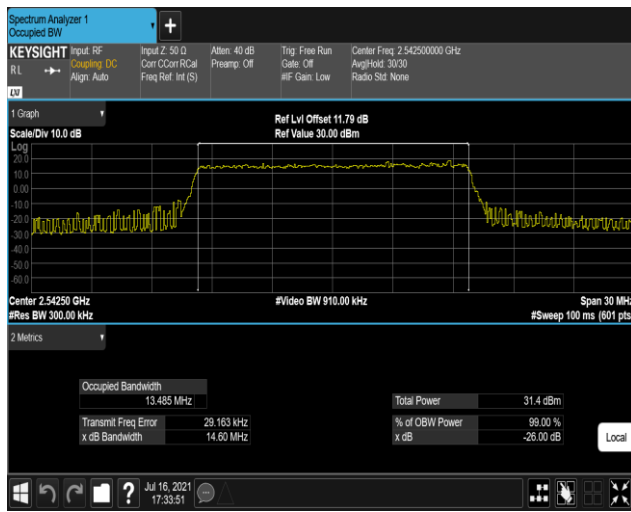 Spectrum Analyzer 1
Occupied BW
+
KEYSIGHT Input: RF Input Z: 50 Ω Atten: 40 dB Trig: Free Run Center Freq: 2.542500000 GHz
RL Coupling: DC Corr CCorr RCal Preamp: Off Gate: Off Avg|Hold: 30/30
Align: Auto Freq Ref: Int (S) #IF Gain: Low Radio Std: None
LXI
1 Graph
Ref Lvl Offset 11.79 dB
Scale/Div 10.0 dB Ref Value 30.00 dBm
Log
20.0
10.0
0.00
-10.0
-20.0
-30.0
-40.0
-50.0
-60.0
Center 2.54250 GHz #Video BW 910.00 kHz Span 30 MHz
#Res BW 300.00 kHz #Sweep 100 ms (601 pts
2 Metrics
Occupied Bandwidth
13.485 MHz Total Power 31.4 dBm
Transmit Freq Error 29.163 kHz % of OBW Power 99.00 %
x dB Bandwidth 14.60 MHz x dB -26.00 dB
Local
? Jul 16, 2021
17:33:51